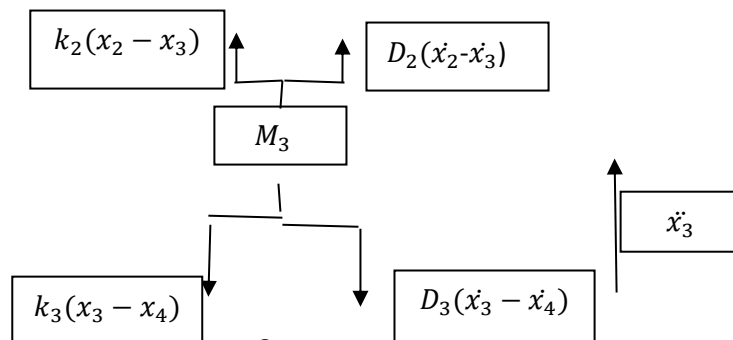 k₂(x₂ − x₃)
D₂(ẋ₂-ẋ₃)
M₃
ẍ₃
k₃(x₃ − x₄)
D₃(ẋ₃ − ẋ₄)